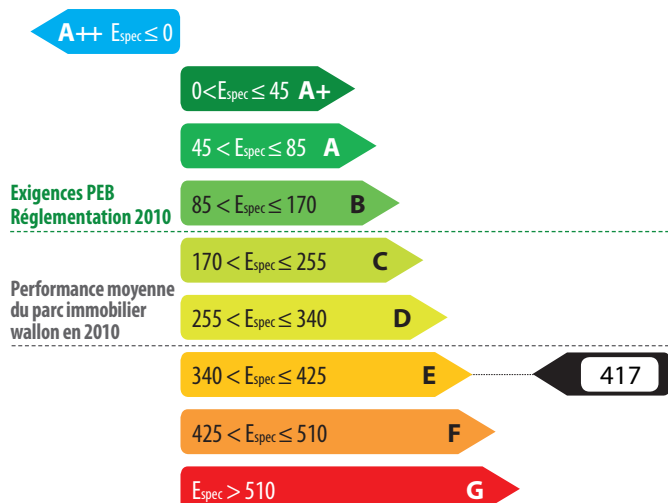 A++ Espec ≤ 0
0<Espec ≤ 45 A+
45 < Espec ≤ 85 A
Exigences PEB
Réglementation 2010
85 < Espec ≤ 170 B
170 < Espec ≤ 255 C
Performance moyenne
du parc immobilier
wallon en 2010
255 < Espec ≤ 340 D
340 < Espec ≤ 425 E
417
425 < Espec ≤ 510 F
Espec > 510 G